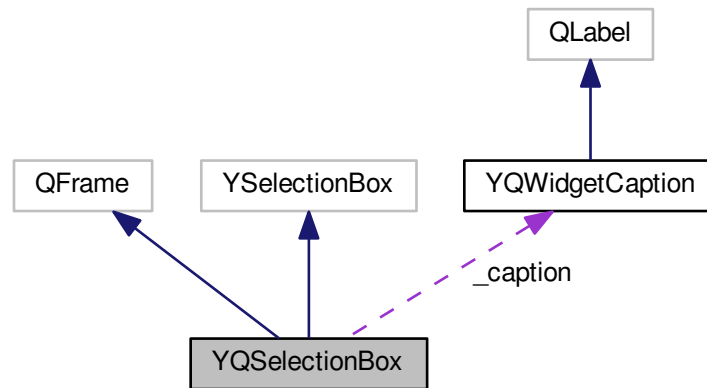 QLabel
QFrame
YSelectionBox
YQWidgetCaption
_caption
YQSelectionBox